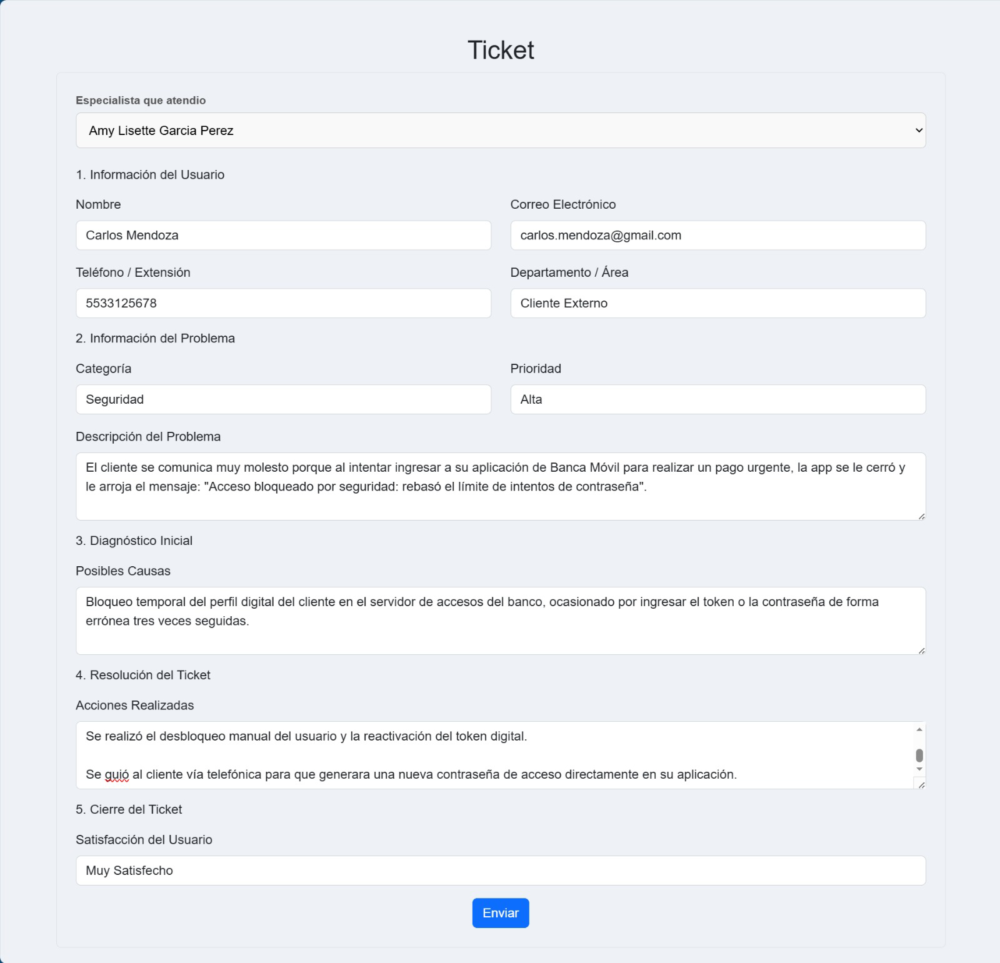 Ticket
Especialista que atendio
Amy Lisette Garcia Perez
1. Información del Usuario
Nombre
Correo Electrónico
Carlos Mendoza
carlos.mendoza@gmail.com
Teléfono / Extensión
Departamento / Área
5533125678
Cliente Externo
2. Información del Problema
Categoría
Prioridad
Seguridad
Alta
Descripción del Problema
El cliente se comunica muy molesto porque al intentar ingresar a su aplicación de Banca Móvil para realizar un pago urgente, la app se le cerró y
le arroja el mensaje: "Acceso bloqueado por seguridad: rebasó el límite de intentos de contraseña".
3. Diagnóstico Inicial
Posibles Causas
Bloqueo temporal del perfil digital del cliente en el servidor de accesos del banco, ocasionado por ingresar el token o la contraseña de forma
errónea tres veces seguidas.
4. Resolución del Ticket
Acciones Realizadas
Se realizó el desbloqueo manual del usuario y la reactivación del token digital.
Se guió al cliente vía telefónica para que generara una nueva contraseña de acceso directamente en su aplicación.
5. Cierre del Ticket
Satisfacción del Usuario
Muy Satisfecho
Enviar